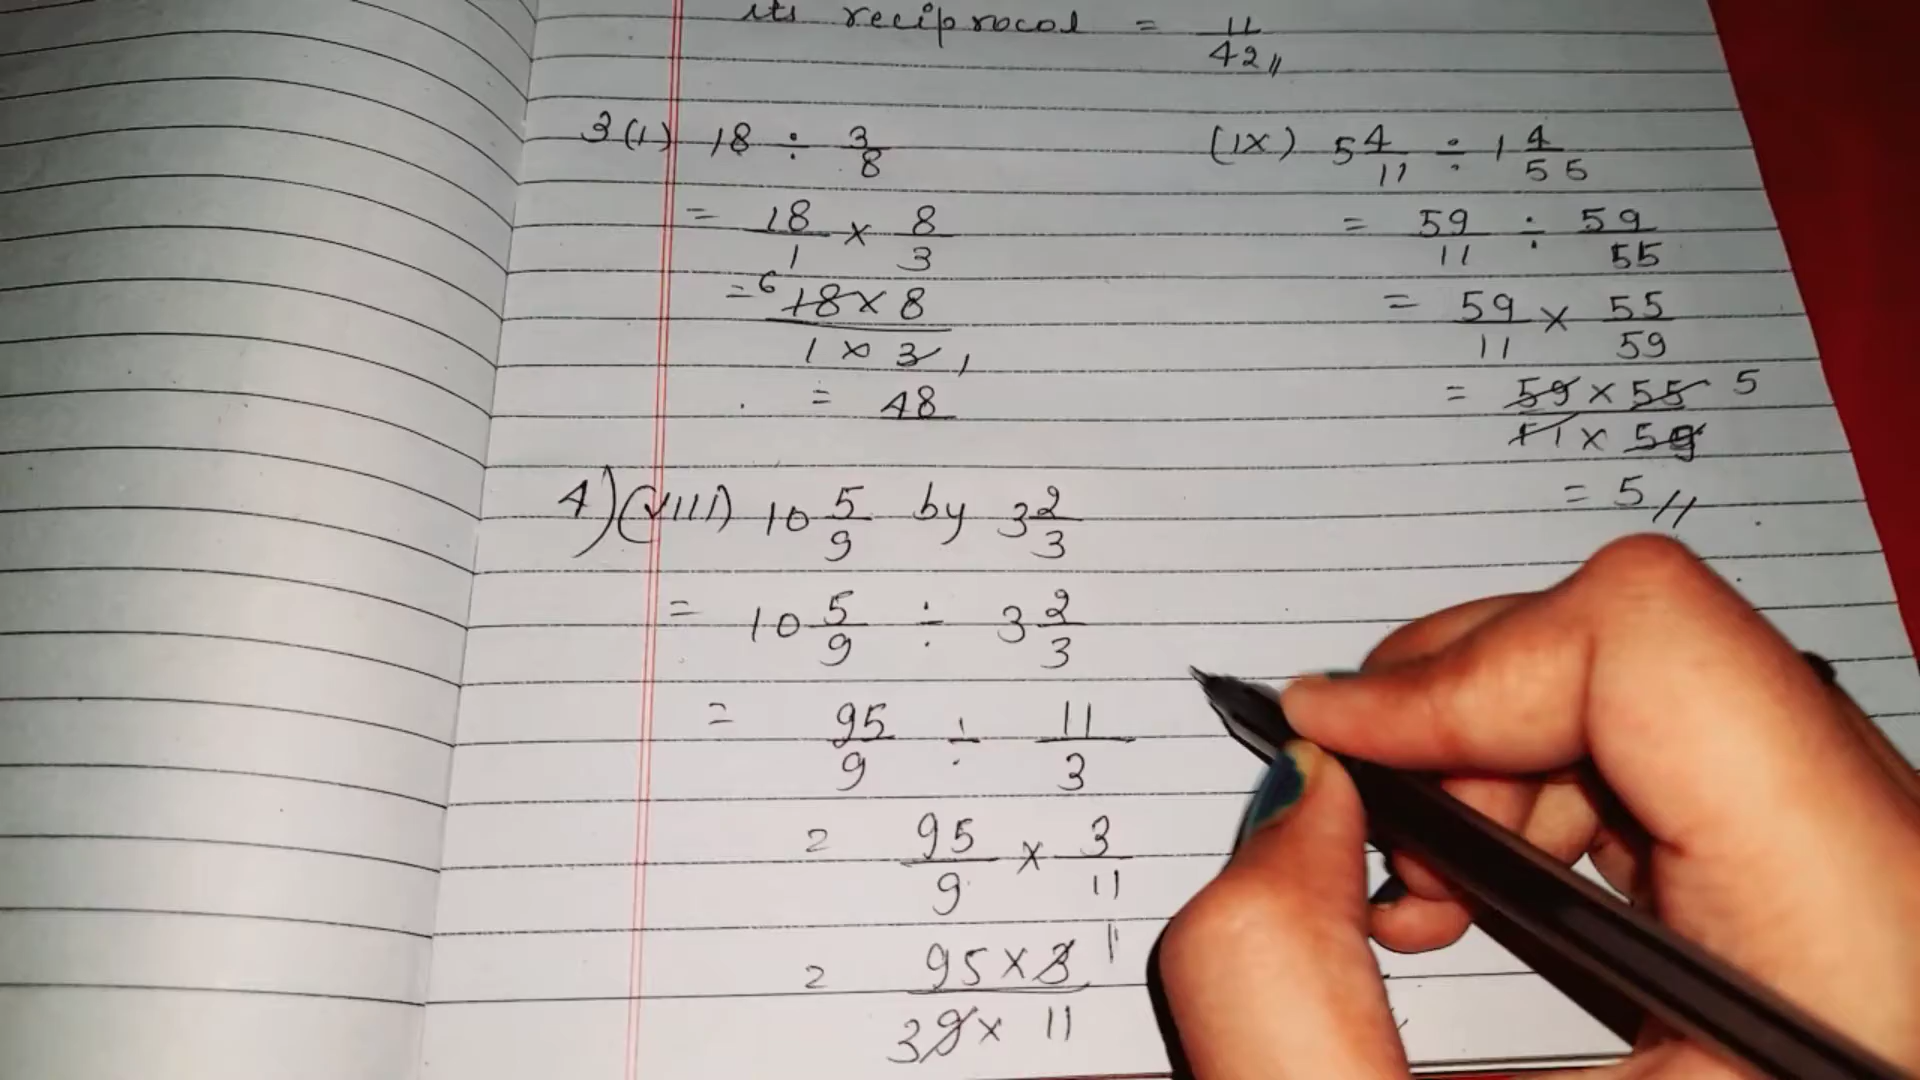 its reciprocal = 11/42 //
3(i) 18 ÷ 3/8
= 18/1 × 8/3
= 6 18 × 8 / 1 × 3 1
= 48
(ix) 5 4/11 ÷ 1 4/55
= 59/11 ÷ 59/55
= 59/11 × 55/59
= 59 × 55 5 / 11 × 59
= 5 //
4) (viii) 10 5/9 by 3 2/3
= 10 5/9 ÷ 3 2/3
= 95/9 ÷ 11/3
= 95/9 × 3/11
= 95 × 3 1 / 3 9 × 11